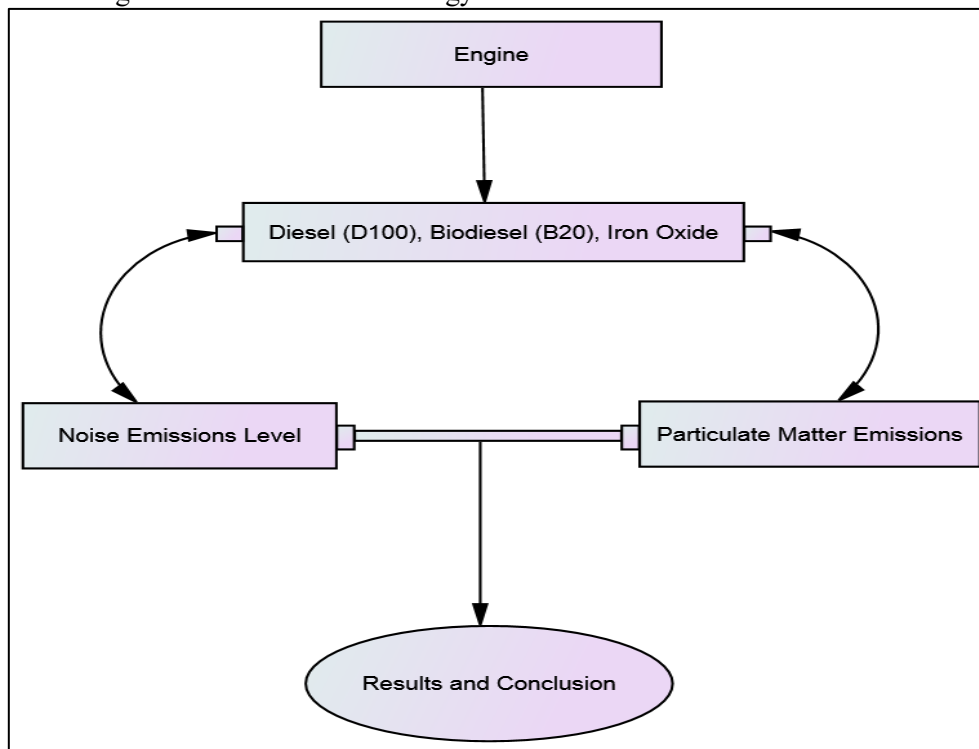 Engine
Diesel (D100), Biodiesel (B20), Iron Oxide
Noise Emissions Level
Particulate Matter Emissions
Results and Conclusion